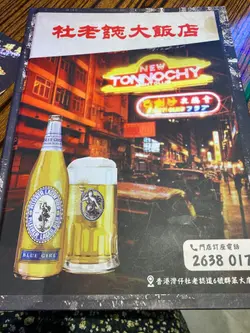 杜老誌大飯店
NEW
TONNOCHY
BLUE GIRL
門店訂座電話
2638 017
香港灣仔杜老誌道6號群策大